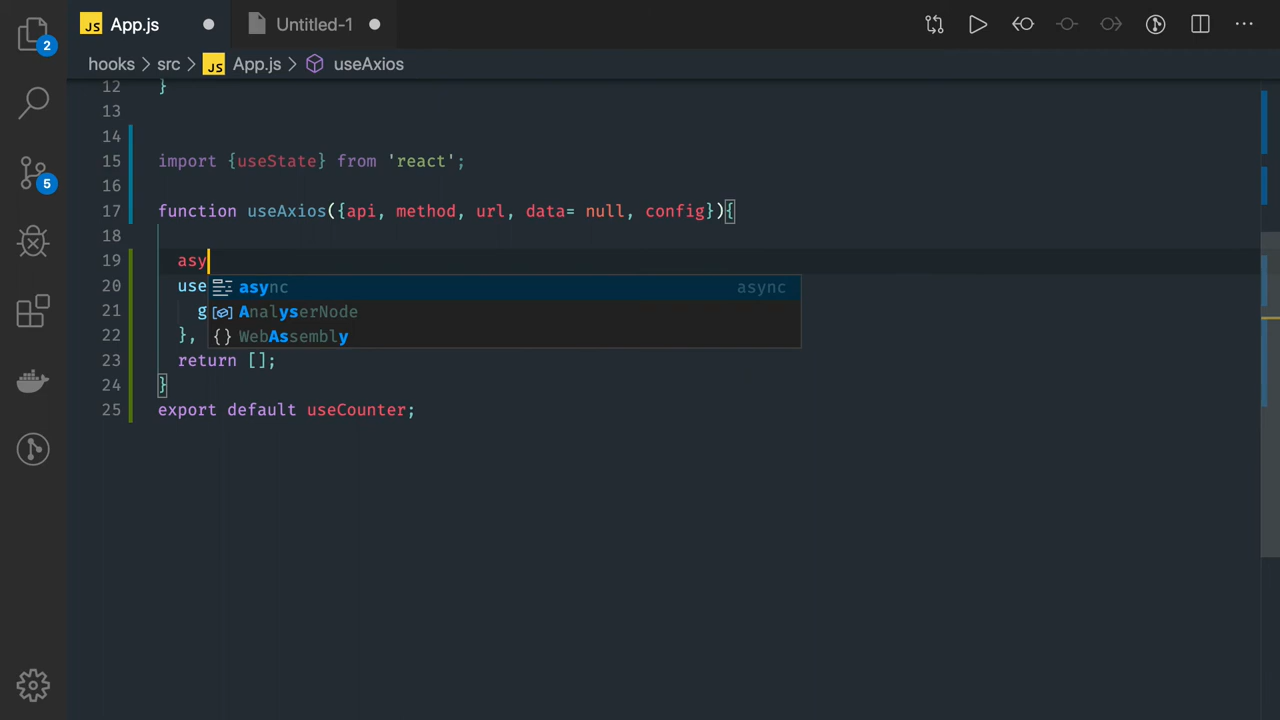 JS App.js
Untitled-1
2
hooks > src > JS App.js > useAxios
12 }
13
14
15 import {useState} from 'react';
16
17 function useAxios({api, method, url, data= null, config}){
18
19 asy
async async
AnalyserNode
WebAssembly
20 use
21 g
22 },
23 return [];
24 }
25 export default useCounter;
5